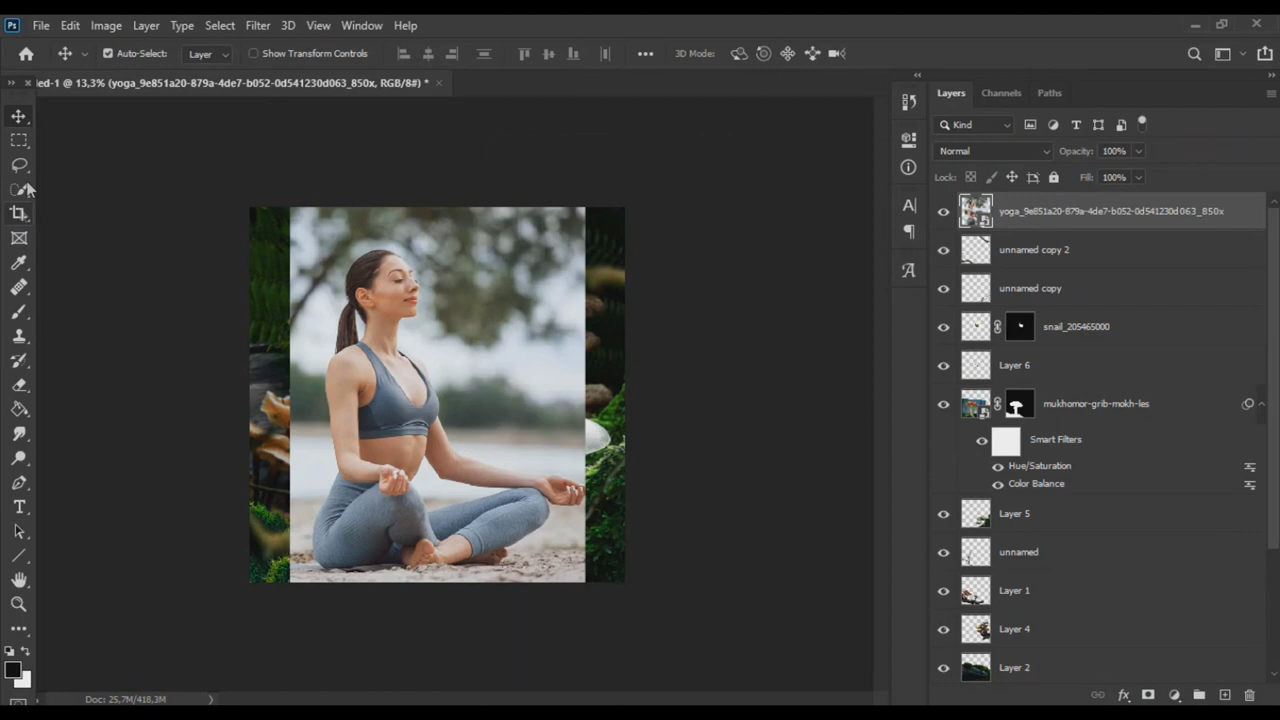 Ps File Edit Image Layer Type Select Filter 3D View Window Help
Auto-Select: Layer Show Transform Controls 3D Mode:
ed-1 @ 13,3% (yoga_9e851a20-879a-4de7-b052-0d541230d063_850x, RGB/8#) *
Layers Channels Paths
Kind
Normal Opacity: 100%
Lock: Fill: 100%
yoga_9e851a20-879a-4de7-b052-0d541230d063_850x
unnamed copy 2
unnamed copy
snail_205465000
Layer 6
mukhomor-grib-mokh-les
Smart Filters
Hue/Saturation
Color Balance
Layer 5
unnamed
Layer 1
Layer 4
Layer 2
Doc: 25,7M/418,3M